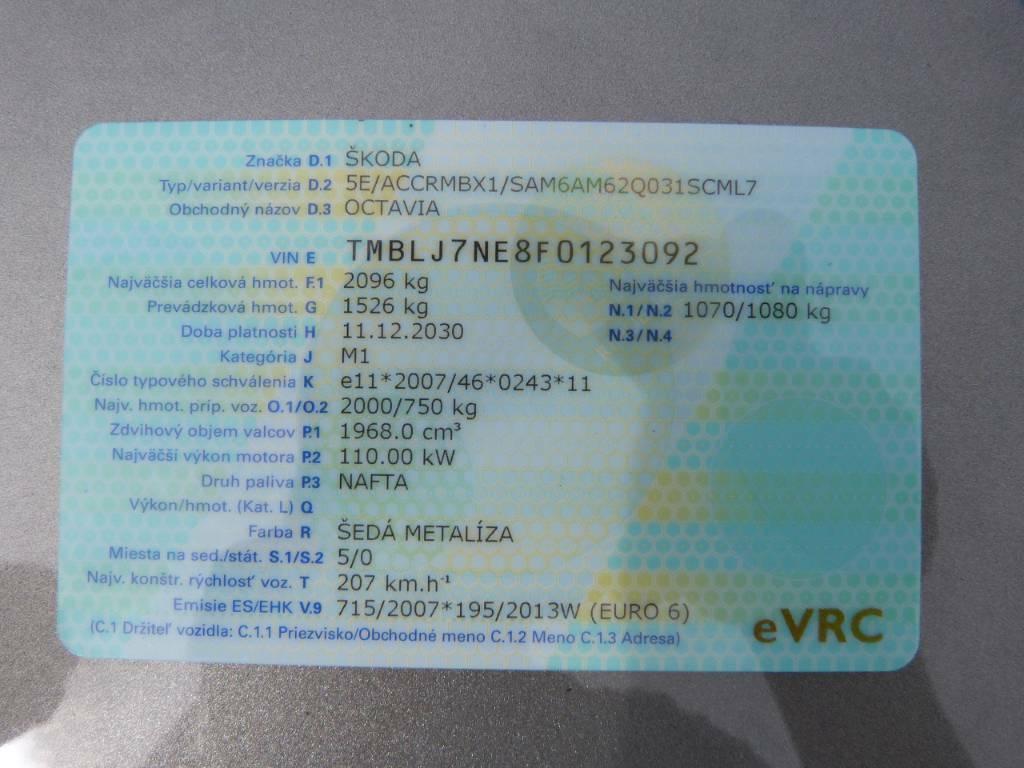 Značka D.1 ŠKODA
Typ/variant/verzia D.2 5E/ACCRMBX1/SAM6AM62Q031SCML7
Obchodný názov D.3 OCTAVIA
VIN E TMBLJ7NE8F0123092
Najväčšia celková hmot. F.1 2096 kg
Najväčšia hmotnosť na nápravy
Prevádzková hmot. G 1526 kg
N.1/N.2 1070/1080 kg
Doba platnosti H 11.12.2030
N.3/N.4
Kategória J M1
Číslo typového schválenia K e11*2007/46*0243*11
Najv. hmot. príp. voz. O.1/O.2 2000/750 kg
Zdvihový objem valcov P.1 1968.0 cm³
Najväčší výkon motora P.2 110.00 kW
Druh paliva P.3 NAFTA
Výkon/hmot. (Kat. L) Q
Farba R ŠEDÁ METALÍZA
Miesta na sed./stát. S.1/S.2 5/0
Najv. konštr. rýchlosť voz. T 207 km.h⁻¹
Emisie ES/EHK V.9 715/2007*195/2013W (EURO 6)
(C.1 Držiteľ vozidla: C.1.1 Priezvisko/Obchodné meno C.1.2 Meno C.1.3 Adresa)
eVRC